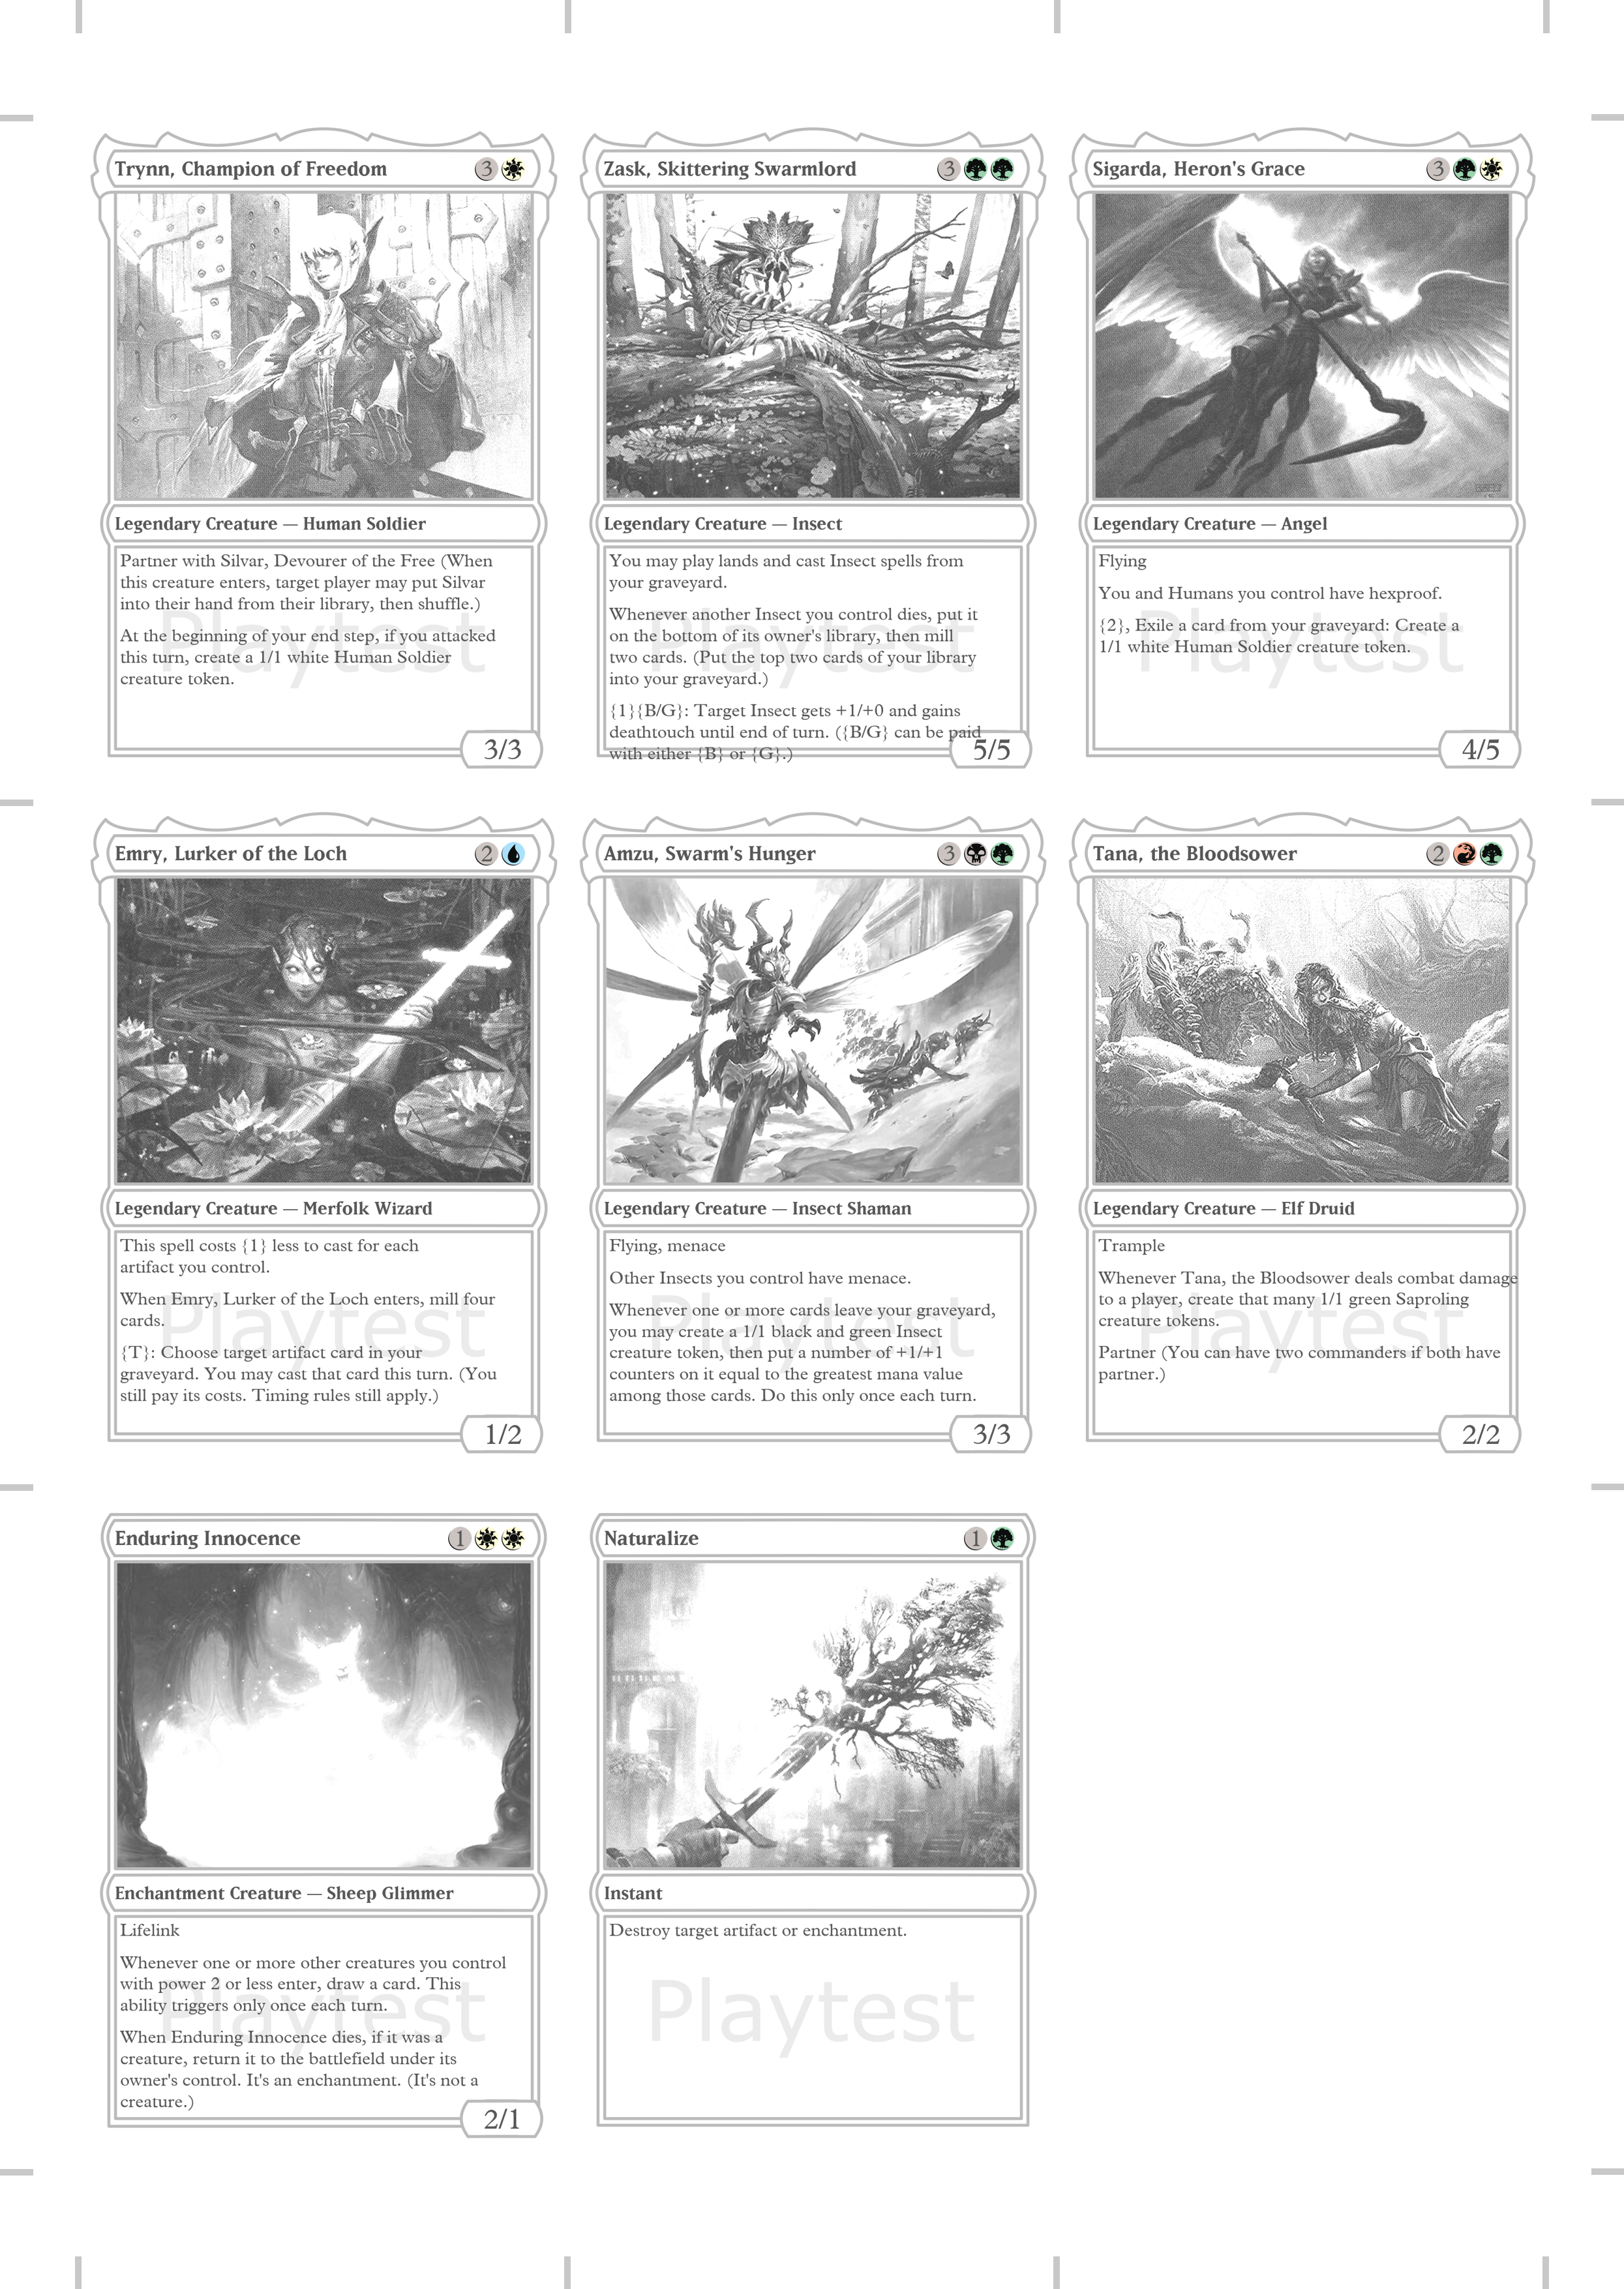 Trynn, Champion of Freedom 3
Legendary Creature — Human Soldier
Partner with Silvar, Devourer of the Free (When
this creature enters, target player may put Silvar
into their hand from their library, then shuffle.)
At the beginning of your end step, if you attacked
this turn, create a 1/1 white Human Soldier
creature token.
Playtest
3/3
Zask, Skittering Swarmlord 3
Legendary Creature — Insect
You may play lands and cast Insect spells from
your graveyard.
Whenever another Insect you control dies, put it
on the bottom of its owner's library, then mill
two cards. (Put the top two cards of your library
into your graveyard.)
{1}{B/G}: Target Insect gets +1/+0 and gains
deathtouch until end of turn. ({B/G} can be paid
with either {B} or {G}.)
Playtest
5/5
Sigarda, Heron's Grace 3
Legendary Creature — Angel
Flying
You and Humans you control have hexproof.
{2}, Exile a card from your graveyard: Create a
1/1 white Human Soldier creature token.
Playtest
4/5
Emry, Lurker of the Loch 2
Legendary Creature — Merfolk Wizard
This spell costs {1} less to cast for each
artifact you control.
When Emry, Lurker of the Loch enters, mill four
cards.
{T}: Choose target artifact card in your
graveyard. You may cast that card this turn. (You
still pay its costs. Timing rules still apply.)
Playtest
1/2
Amzu, Swarm's Hunger 3
Legendary Creature — Insect Shaman
Flying, menace
Other Insects you control have menace.
Whenever one or more cards leave your graveyard,
you may create a 1/1 black and green Insect
creature token, then put a number of +1/+1
counters on it equal to the greatest mana value
among those cards. Do this only once each turn.
Playtest
3/3
Tana, the Bloodsower 2
Legendary Creature — Elf Druid
Trample
Whenever Tana, the Bloodsower deals combat damage
to a player, create that many 1/1 green Saproling
creature tokens.
Partner (You can have two commanders if both have
partner.)
Playtest
2/2
Enduring Innocence 1
Enchantment Creature — Sheep Glimmer
Lifelink
Whenever one or more other creatures you control
with power 2 or less enter, draw a card. This
ability triggers only once each turn.
When Enduring Innocence dies, if it was a
creature, return it to the battlefield under its
owner's control. It's an enchantment. (It's not a
creature.)
Playtest
2/1
Naturalize 1
Instant
Destroy target artifact or enchantment.
Playtest